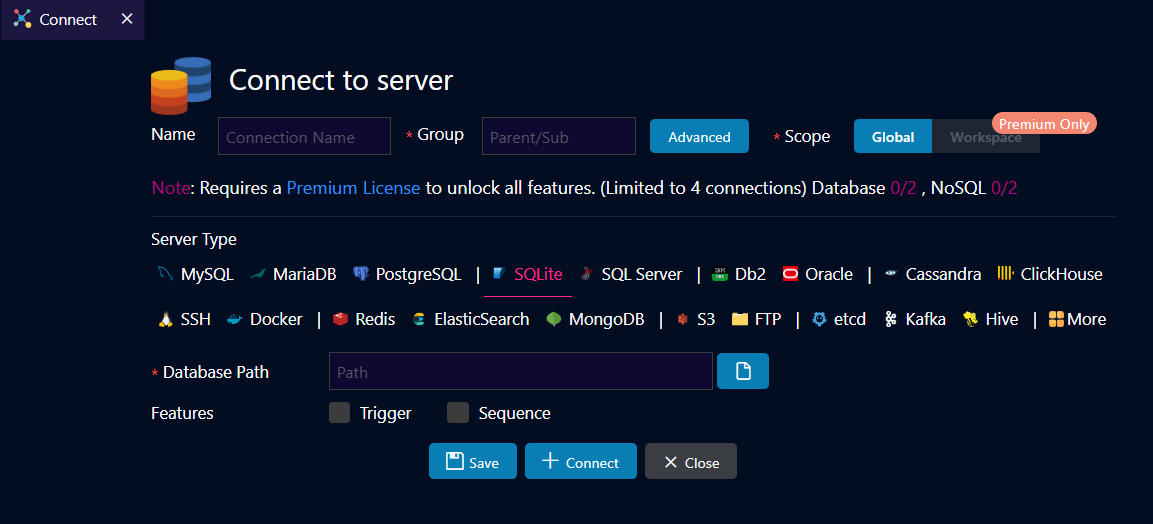 Connect
Connect to server
Name Connection Name * Group Parent/Sub Advanced * Scope Global Workspace Premium Only
Note: Requires a Premium License to unlock all features. (Limited to 4 connections) Database 0/2 , NoSQL 0/2
Server Type
MySQL MariaDB PostgreSQL | SQLite SQL Server | Db2 Oracle | Cassandra ClickHouse
SSH Docker | Redis ElasticSearch MongoDB | S3 FTP | etcd Kafka Hive | More
* Database Path Path
Features Trigger Sequence
Save Connect Close